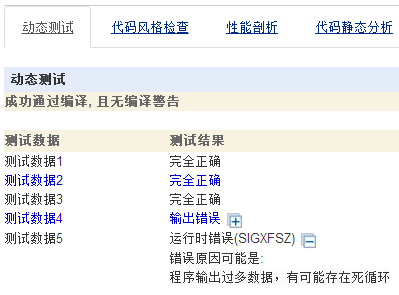 动态测试 代码风格检查 性能剖析 代码静态分析
动态测试
成功通过编译, 且无编译警告
测试数据 测试结果
测试数据1 完全正确
测试数据2 完全正确
测试数据3 完全正确
测试数据4 输出错误
测试数据5 运行时错误(SIGXFSZ)
错误原因可能是:
程序输出过多数据，有可能存在死循环